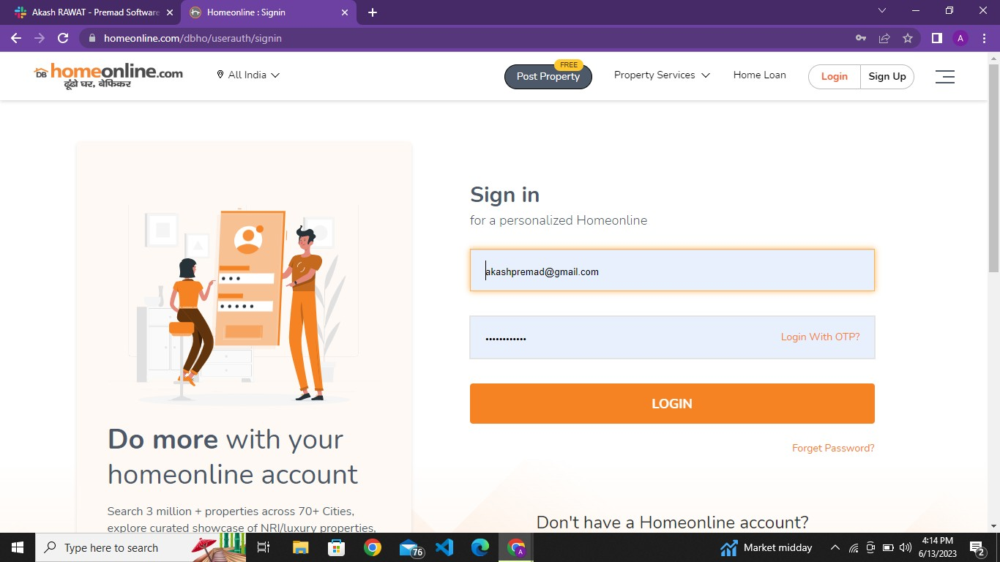 Akash RAWAT - Premad Software
Homeonline : Signin
homeonline.com/dbho/userauth/signin
A
DB homeonline.com
ढूंढो घर, बेफिकर
All India
Post Property
FREE
Property Services
Home Loan
Login
Sign Up
Sign in
for a personalized Homeonline
akashpremad@gmail.com
••••••••••••
Login With OTP?
LOGIN
Forget Password?
Do more with your
homeonline account
Search 3 million + properties across 70+ Cities,
explore curated showcase of NRI/luxury properties,
Don't have a Homeonline account?
Type here to search
76
A
Market midday
4:14 PM
6/13/2023
2